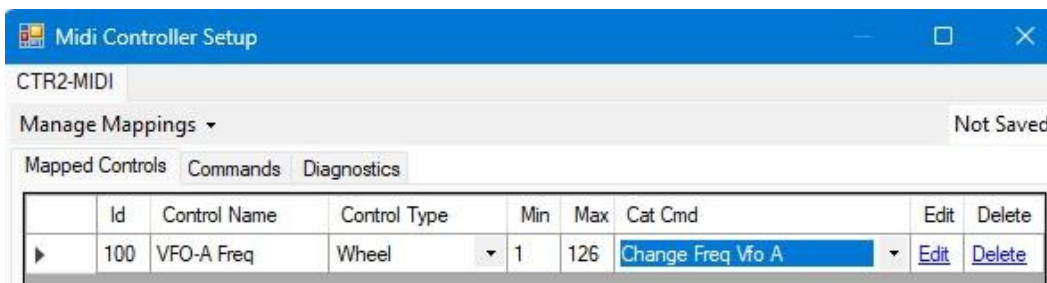 Midi Controller Setup
CTR2-MIDI
Manage Mappings Not Saved
Mapped Controls Commands Diagnostics
Id Control Name Control Type Min Max Cat Cmd Edit Delete
100 VFO-A Freq Wheel 1 126 Change Freq Vfo A Edit Delete